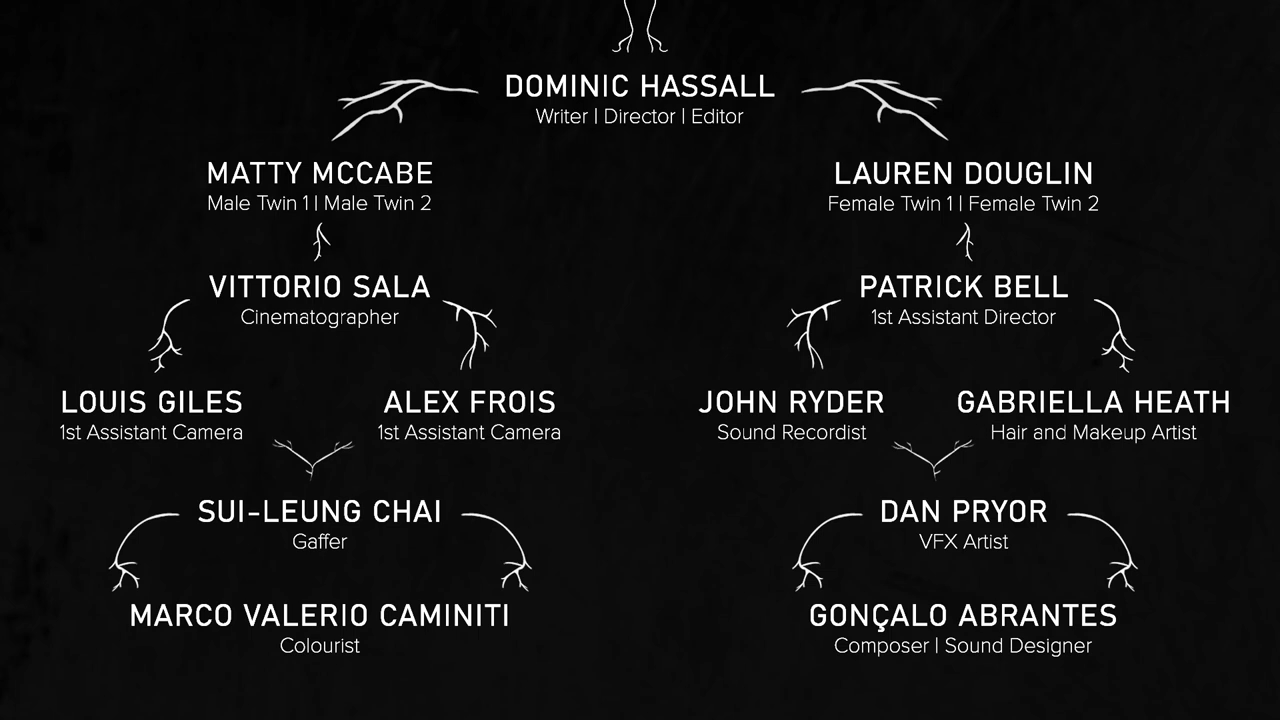 DOMINIC HASSALL
Writer | Director | Editor
MATTY MCCABE
Male Twin 1 | Male Twin 2
LAUREN DOUGLIN
Female Twin 1 | Female Twin 2
VITTORIO SALA
Cinematographer
PATRICK BELL
1st Assistant Director
LOUIS GILES
1st Assistant Camera
ALEX FROIS
1st Assistant Camera
JOHN RYDER
Sound Recordist
GABRIELLA HEATH
Hair and Makeup Artist
SUI-LEUNG CHAI
Gaffer
DAN PRYOR
VFX Artist
MARCO VALERIO CAMINITI
Colourist
GONÇALO ABRANTES
Composer | Sound Designer